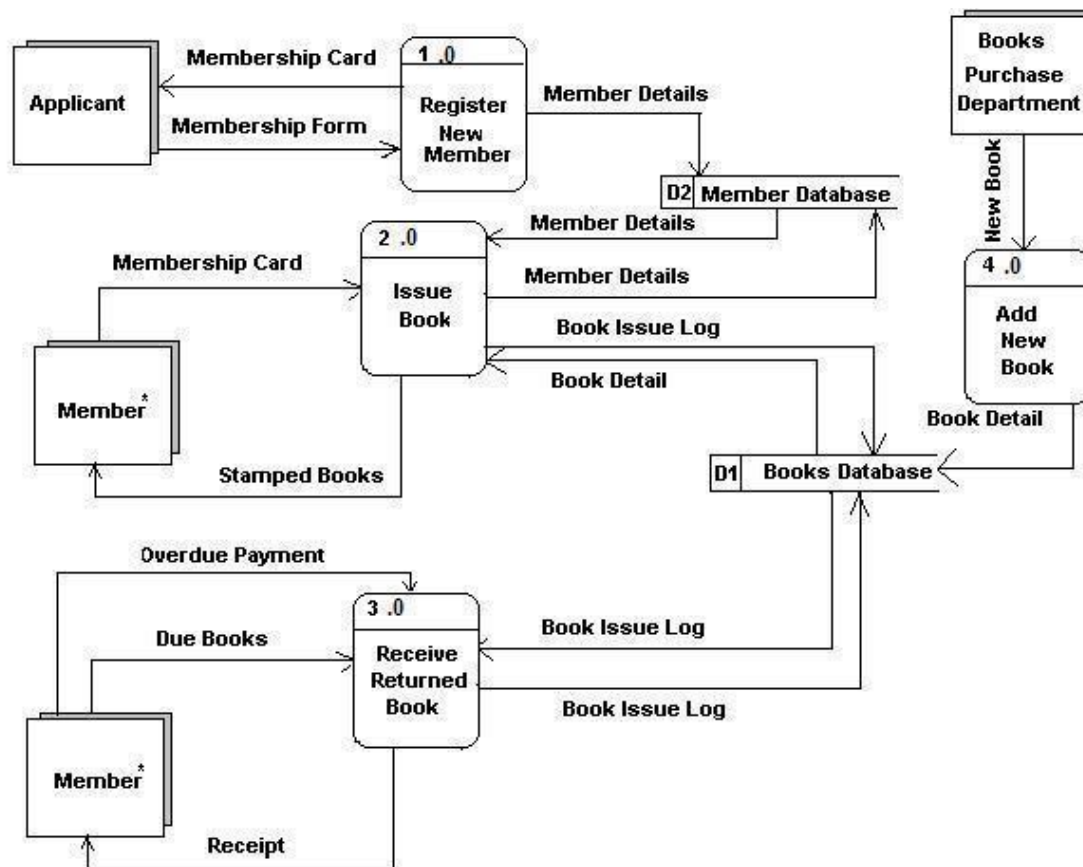 Membership Card
Applicant
Membership Form
1 .0
Register
New
Member
Member Details
Books
Purchase
Department
New Book
D2 Member Database
Member Details
Member Details
Membership Card
2 .0
Issue
Book
Book Issue Log
Book Detail
4 .0
Add
New
Book
Book Detail
Member*
Stamped Books
D1 Books Database
Overdue Payment
Due Books
3 .0
Receive
Returned
Book
Book Issue Log
Book Issue Log
Member*
Receipt